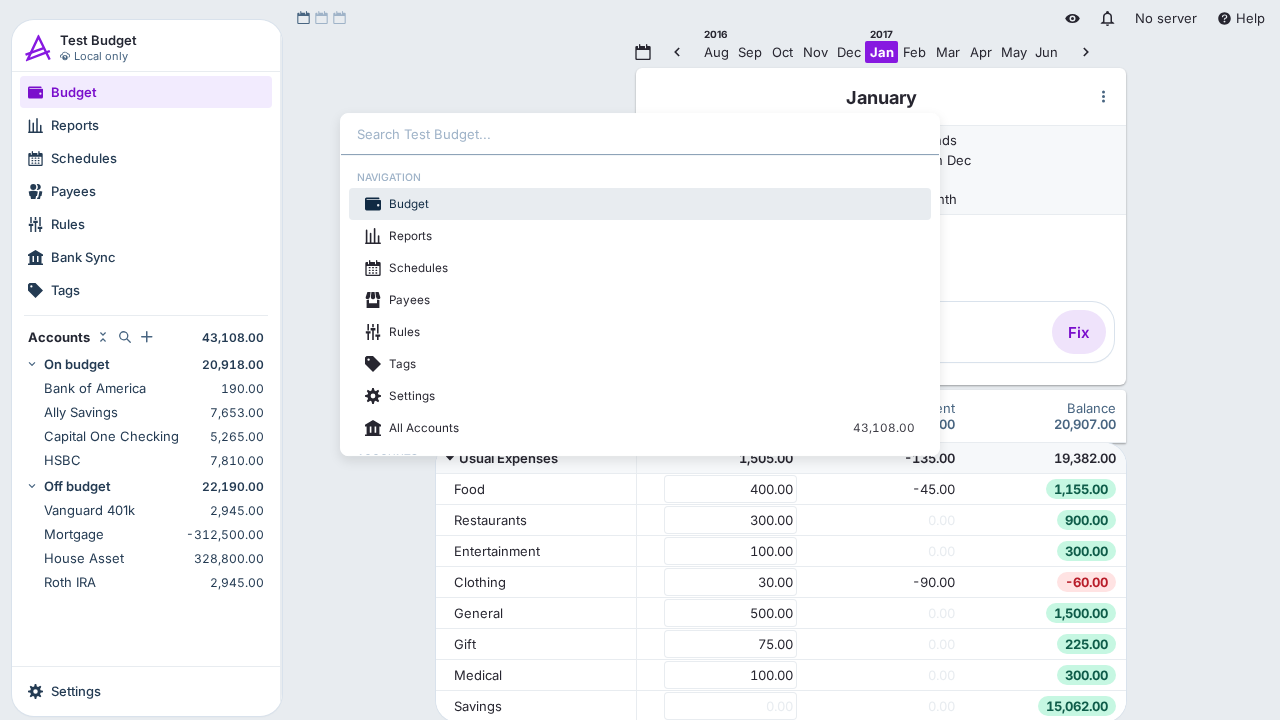 Test Budget
Local only
Budget
Reports
Schedules
Payees
Rules
Bank Sync
Tags
Accounts 43,108.00
On budget 20,918.00
Bank of America 190.00
Ally Savings 7,653.00
Capital One Checking 5,265.00
HSBC 7,810.00
Off budget 22,190.00
Vanguard 401k 2,945.00
Mortgage -312,500.00
House Asset 328,800.00
Roth IRA 2,945.00
Settings
No server Help
2016 2017
Aug Sep Oct Nov Dec Jan Feb Mar Apr May Jun
January
Search Test Budget...
NAVIGATION
Budget
Reports
Schedules
Payees
Rules
Tags
Settings
All Accounts 43,108.00
Dec
Fix
Balance
20,907.00
Usual Expenses 1,505.00 -135.00 19,382.00
Food 400.00 -45.00 1,155.00
Restaurants 300.00 0.00 900.00
Entertainment 100.00 0.00 300.00
Clothing 30.00 -90.00 -60.00
General 500.00 0.00 1,500.00
Gift 75.00 0.00 225.00
Medical 100.00 0.00 300.00
Savings 0.00 0.00 15,062.00